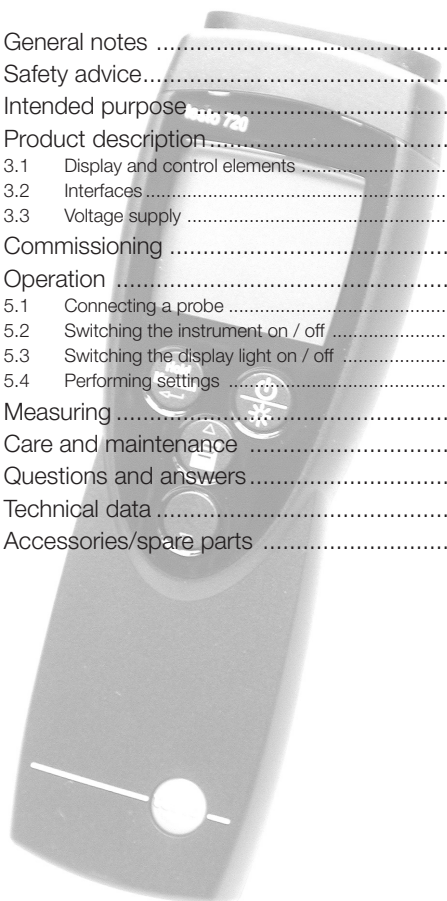 General notes ..........................................
Safety advice..........................................
Intended purpose ..........................................
Product description..........................................
3.1 Display and control elements ..........................................
3.2 Interfaces ..........................................
3.3 Voltage supply ..........................................
Commissioning ..........................................
Operation ..........................................
5.1 Connecting a probe ..........................................
5.2 Switching the instrument on / off ..........................................
5.3 Switching the display light on / off ..........................................
5.4 Performing settings ..........................................
Measuring ..........................................
Care and maintenance ..........................................
Questions and answers..........................................
Technical data ..........................................
Accessories/spare parts ..........................................
testo 720